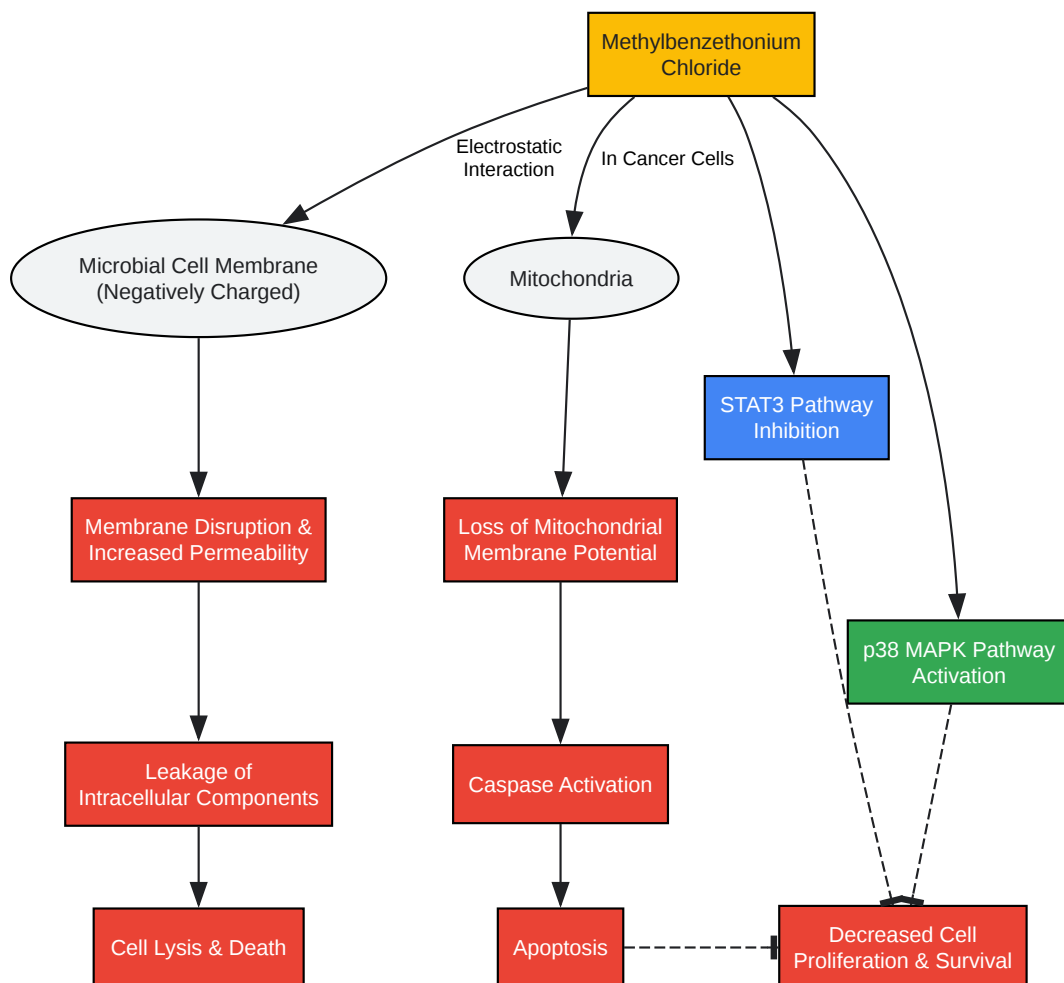 Methylbenzethonium
Chloride
Electrostatic
Interaction
In Cancer Cells
Microbial Cell Membrane
(Negatively Charged)
Mitochondria
STAT3 Pathway
Inhibition
Membrane Disruption &
Increased Permeability
Loss of Mitochondrial
Membrane Potential
p38 MAPK Pathway
Activation
Leakage of
Intracellular Components
Caspase Activation
Cell Lysis & Death
Apoptosis
Decreased Cell
Proliferation & Survival